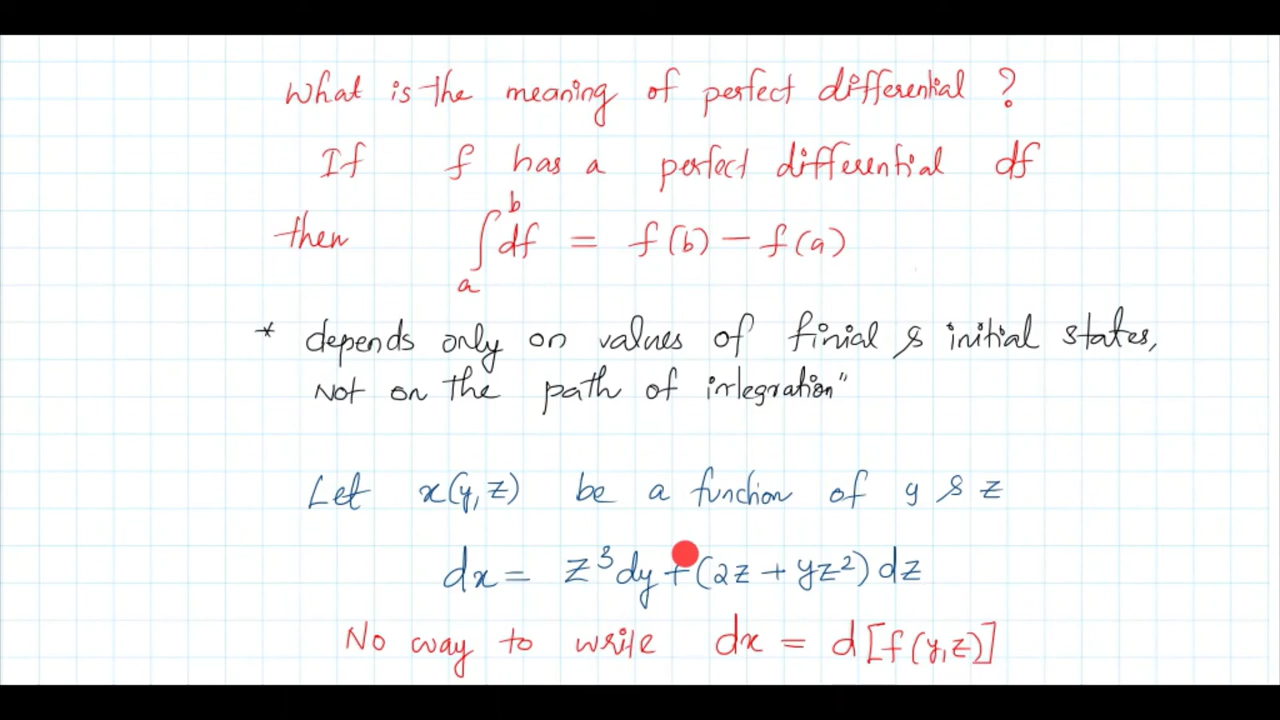 What is the meaning of perfect differential ?
If f has a perfect differential df
then ∫ₐᵇ df = f(b) - f(a)
* depends only on values of finial & initial states,
Not on the path of integration"
Let x(y,z) be a function of y & z
dx = z³dy + (2z + yz²) dz
No way to write dx = d[f(y,z)]